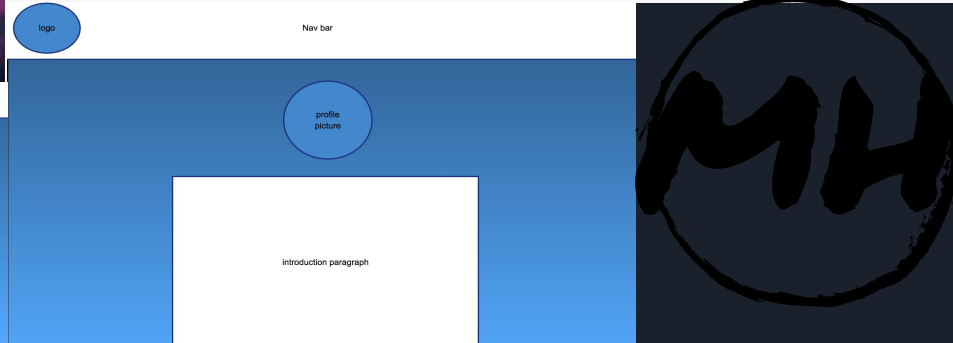 logo
Nav bar
profile
picture
introduction paragraph
MH